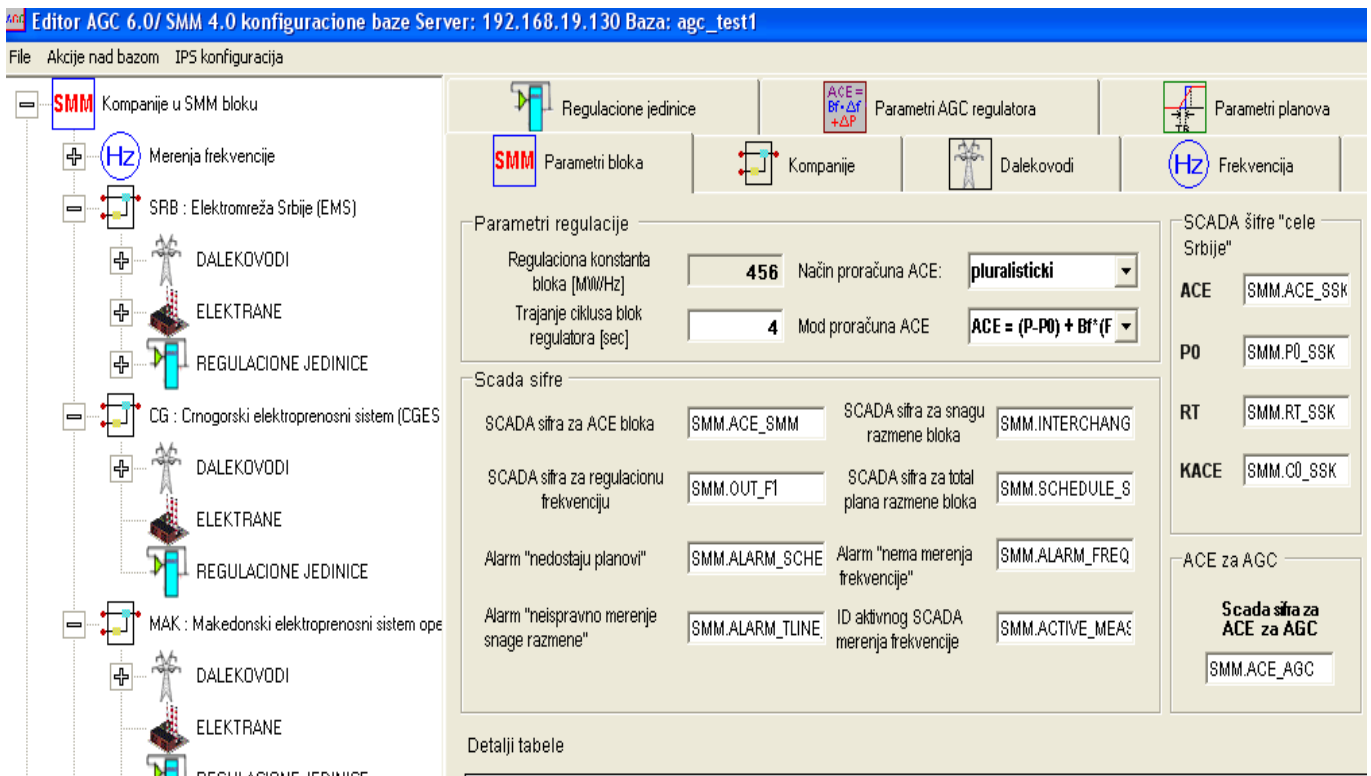 Editor AGC 6.0/ SMM 4.0 konfiguracione baze Server: 192.168.19.130 Baza: agc_test1
File Akcije nad bazom IPS konfiguracija
SMM Kompanije u SMM bloku
Hz Merenja frekvencije
SRB : Elektromreža Srbije (EMS)
DALEKOVODI
ELEKTRANE
REGULACIONE JEDINICE
CG : Crnogorski elektroprenosni sistem (CGES
DALEKOVODI
ELEKTRANE
REGULACIONE JEDINICE
MAK : Makedonski elektroprenosni sistem ope
DALEKOVODI
ELEKTRANE
REGULACIONE JEDINICE
Regulacione jedinice
ACE=
Bf·Δf
+ΔP
Parametri AGC regulatora
TR
Parametri planova
SMM Parametri bloka
Kompanije
Dalekovodi
Hz Frekvencija
Parametri regulacije
Regulaciona konstanta
bloka [MW/Hz]
456
Način proračuna ACE:
pluralisticki
Trajanje ciklusa blok
regulatora [sec]
4
Mod proračuna ACE
ACE = (P-P0) + Bf*(F
Scada sifre
SCADA sifra za ACE bloka
SMM.ACE_SMM
SCADA sifra za snagu
razmene bloka
SMM.INTERCHANG
SCADA sifra za regulacionu
frekvenciju
SMM.OUT_F1
SCADA sifra za total
plana razmene bloka
SMM.SCHEDULE_S
Alarm "nedostaju planovi"
SMM.ALARM_SCHE
Alarm "nema merenja
frekvencije"
SMM.ALARM_FREQ
Alarm "neispravno merenje
snage razmene"
SMM.ALARM_TLINE_
ID aktivnog SCADA
merenja frekvencije
SMM.ACTIVE_MEAS
SCADA šifre "cele
Srbije"
ACE SMM.ACE_SSK
P0 SMM.P0_SSK
RT SMM.RT_SSK
KACE SMM.C0_SSK
ACE za AGC
Scada sifra za
ACE za AGC
SMM.ACE_AGC
Detalji tabele